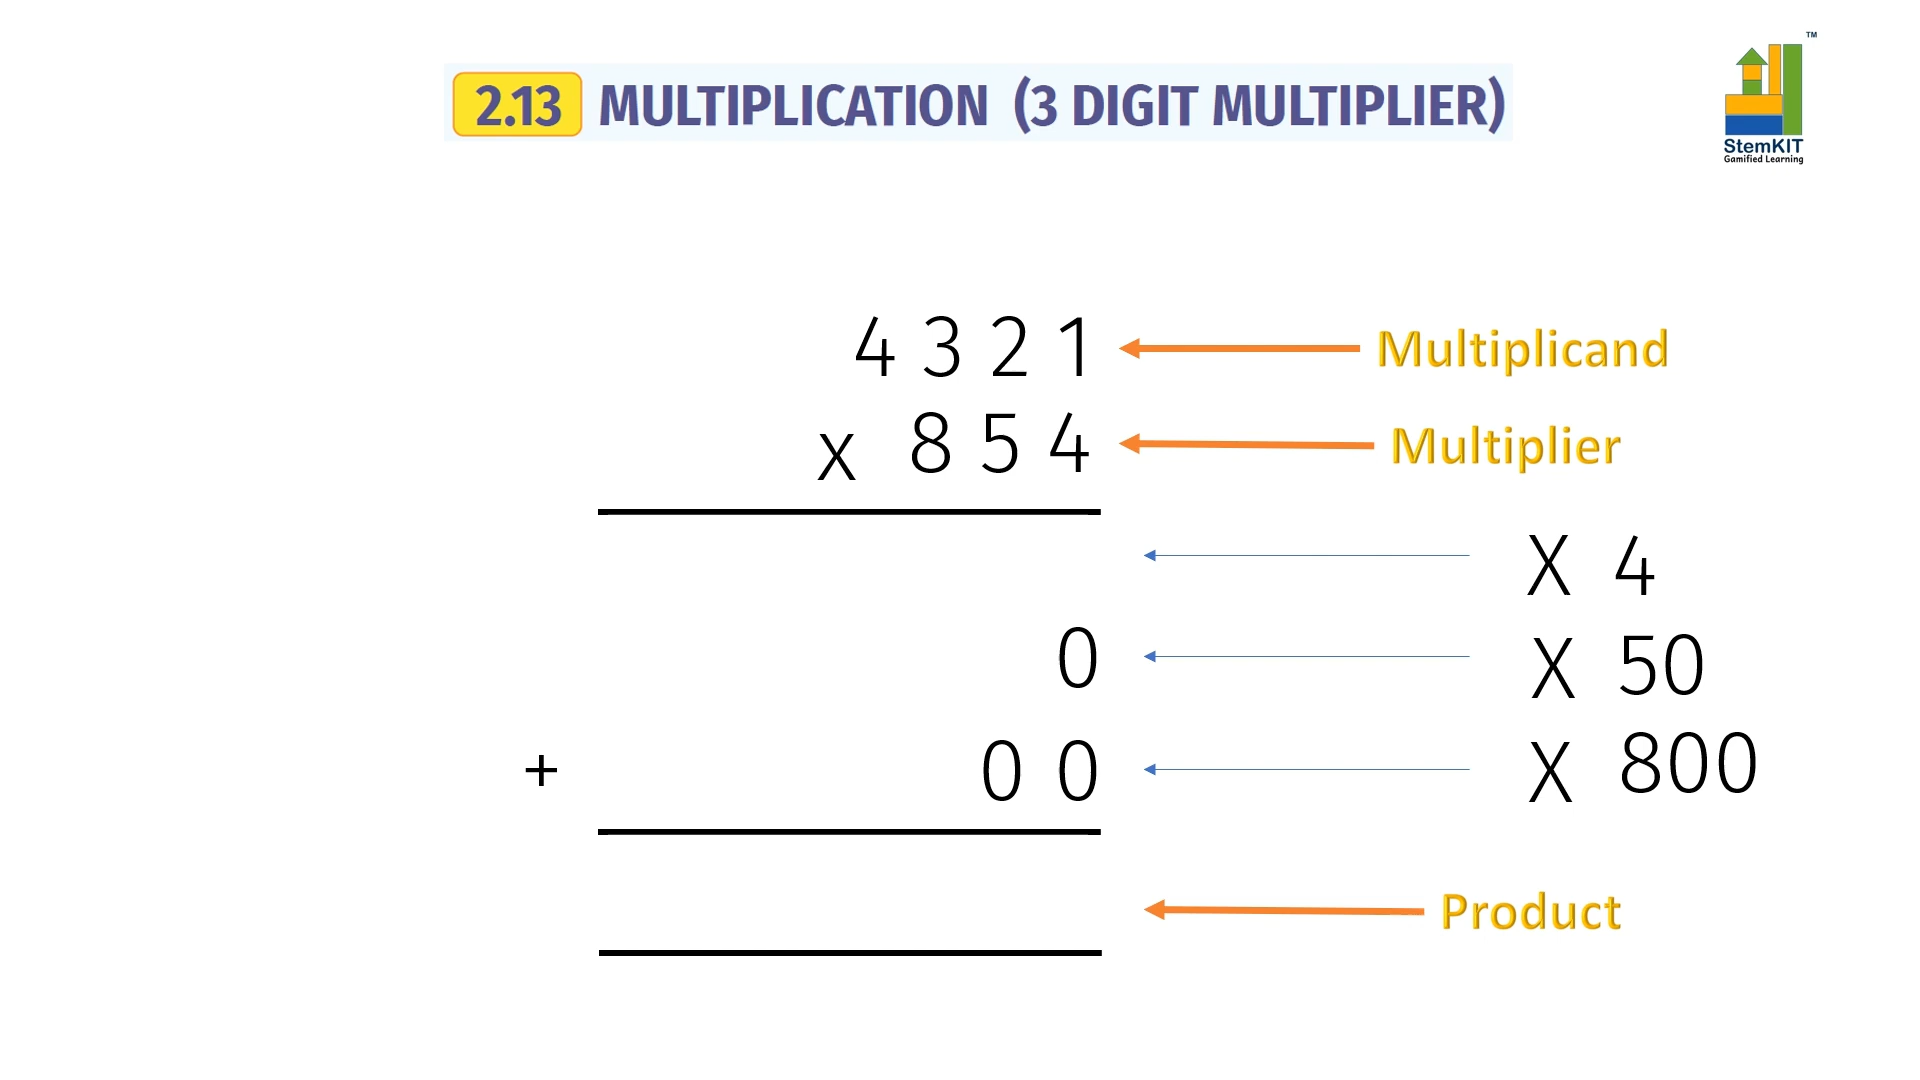 TM
2.13 MULTIPLICATION (3 DIGIT MULTIPLIER)
StemKIT
Gamified Learning
4 3 2 1 Multiplicand
x 8 5 4 Multiplier
X 4
0 X 50
+ 0 0 X 800
Product